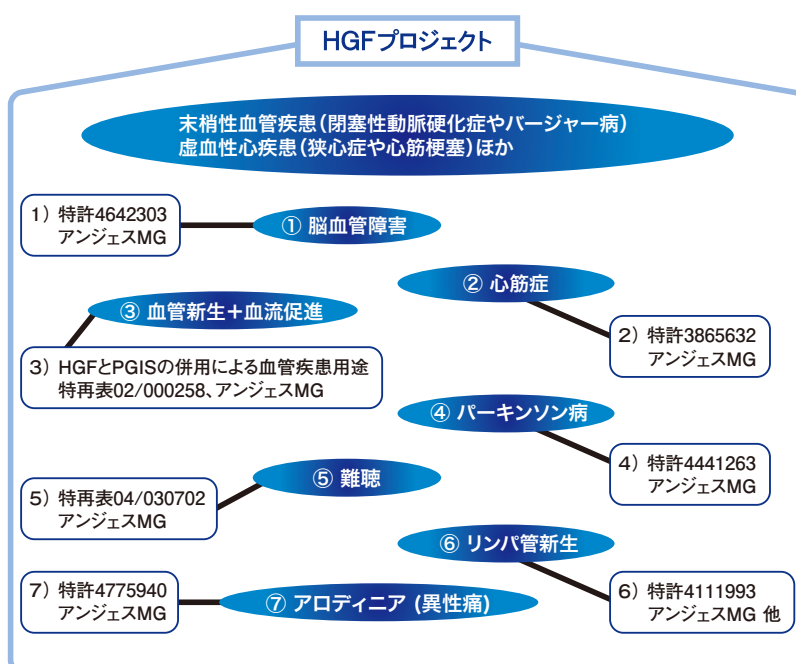 HGFプロジェクト
末梢性血管疾患(閉塞性動脈硬化症やバージャー病)
虚血性心疾患(狭心症や心筋梗塞)ほか
1) 特許4642303
アンジェスMG
① 脳血管障害
② 心筋症
③ 血管新生+血流促進
2) 特許3865632
アンジェスMG
3) HGFとPGISの併用による血管疾患用途
特再表02/000258、アンジェスMG
④ パーキンソン病
4) 特許4441263
アンジェスMG
⑤ 難聴
5) 特再表04/030702
アンジェスMG
⑥ リンパ管新生
7) 特許4775940
アンジェスMG
⑦ アロディニア (異性痛)
6) 特許4111993
アンジェスMG 他